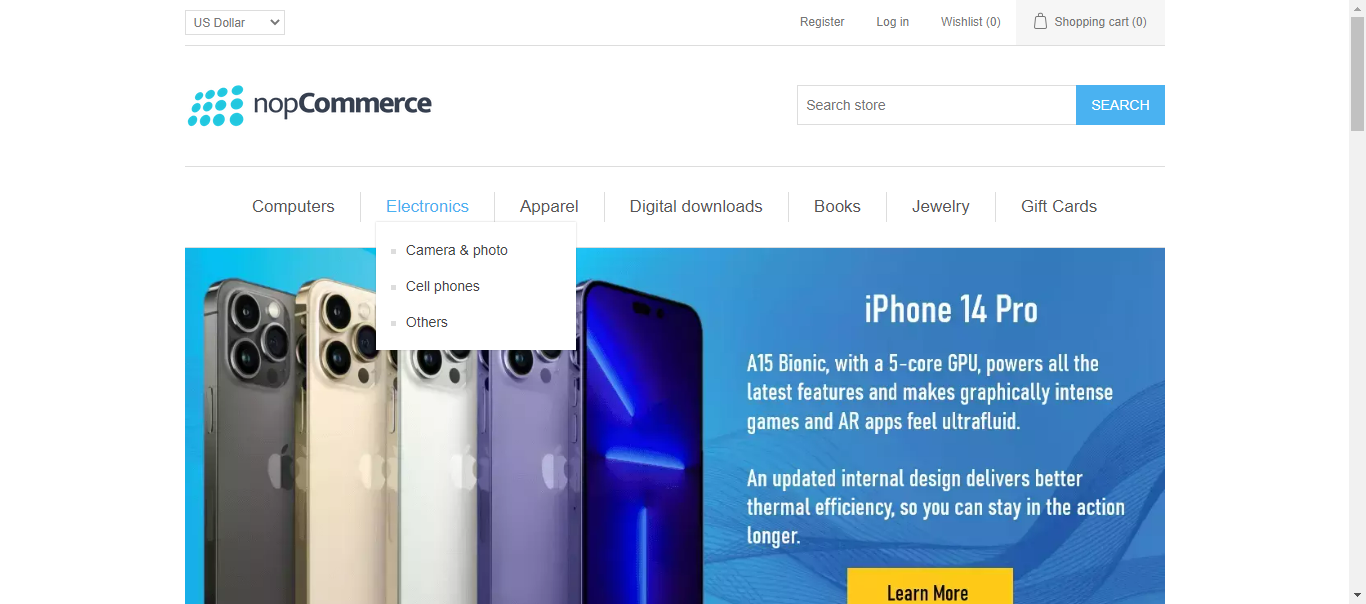 US Dollar
Register Log in Wishlist (0) Shopping cart (0)
nopCommerce
Search store SEARCH
Computers Electronics Apparel Digital downloads Books Jewelry Gift Cards
Camera & photo
Cell phones
Others
iPhone 14 Pro
A15 Bionic, with a 5-core GPU, powers all the
latest features and makes graphically intense
games and AR apps feel ultrafluid.
An updated internal design delivers better
thermal efficiency, so you can stay in the action
longer.
Learn More